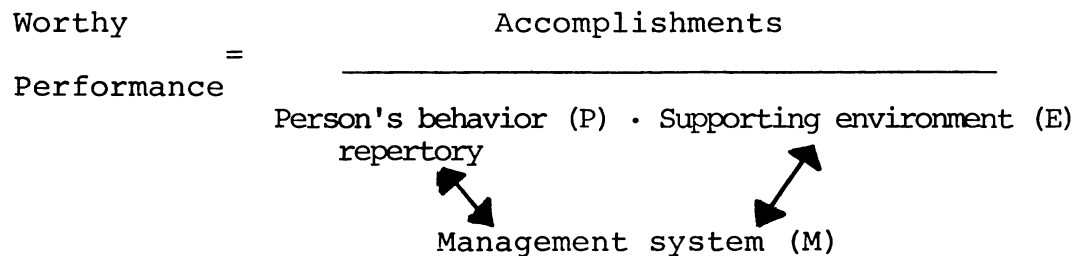 Worthy Accomplishments
=
Performance
Person's behavior (P) · Supporting environment (E)
repertory
Management system (M)